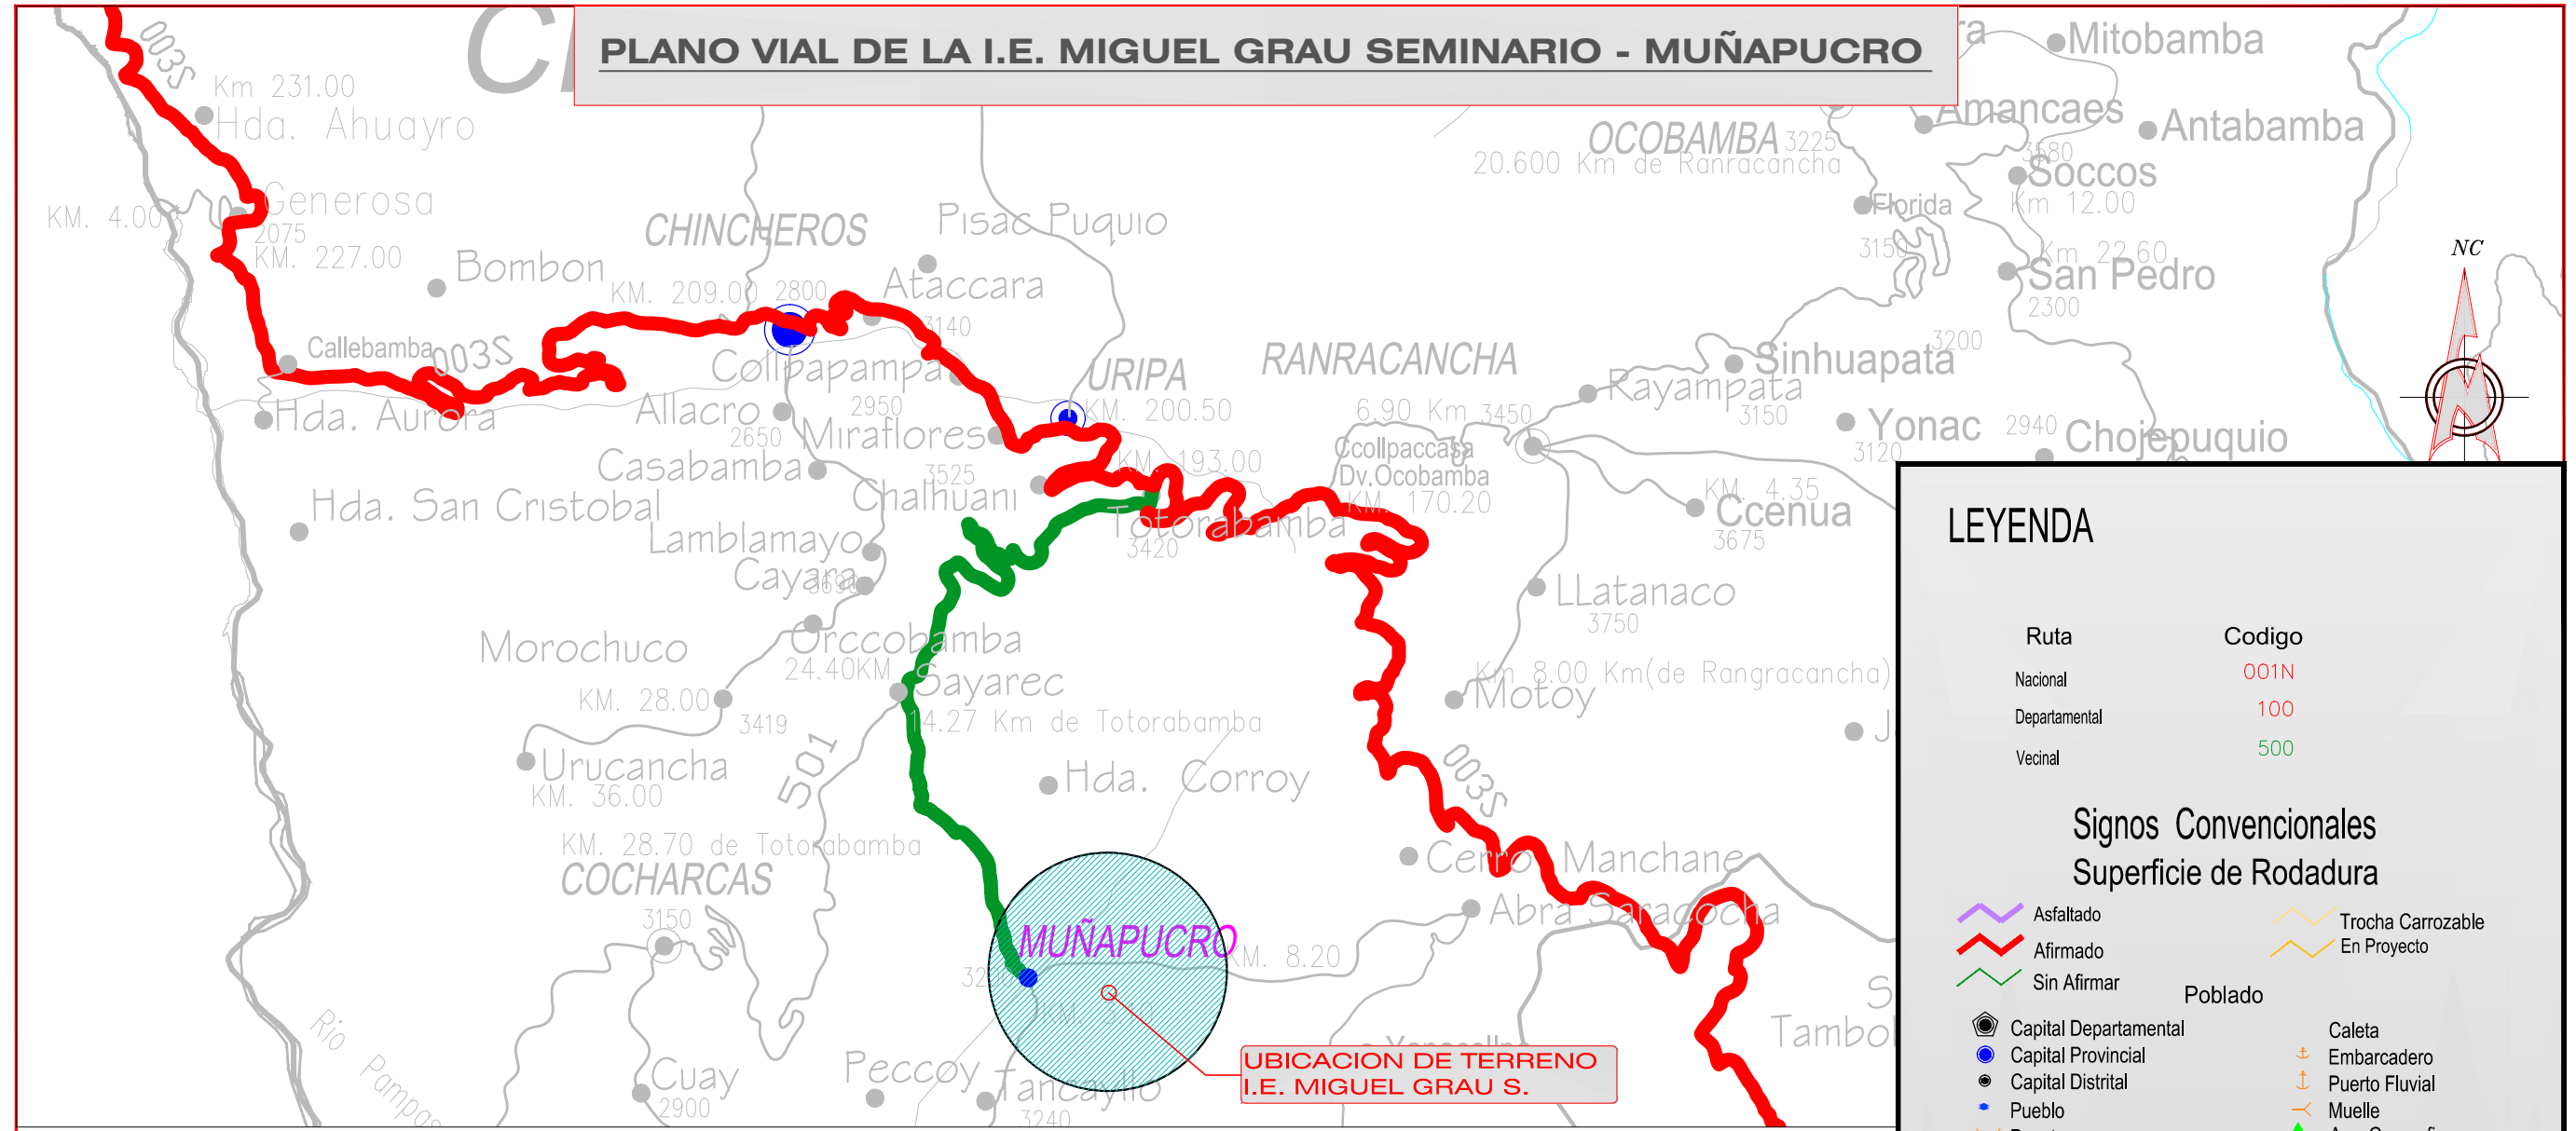 PLANO VIAL DE LA I.E. MIGUEL GRAU SEMINARIO - MUÑAPUCRO
003S
Km 231.00
Hda. Ahuayro
Mitobamba
Amancaes
Antabamba
OCOBAMBA
3225
20.600 Km de Ranracancha
3580
Soccos
Km 12.00
KM. 4.00
Generosa
2075
KM. 227.00
Florida
3150
Km 22.60
San Pedro
2300
NC
CHINCHEROS
Pisac Puquio
Bombon
KM. 209.00
2800
Ataccara
3140
Callebamba
003S
Collpapampa
2950
URIPA
KM. 200.50
RANRACANCHA
Sinhuapata
3200
Rayampata
3150
6.90 Km
3450
Hda. Aurora
Allacro
2650
Miraflores
3525
Yonac
3120
2940
Chojepuquio
Casabamba
Chalhuani
KM. 193.00
Ccollpaccasa
Dv.Ocobamba
KM. 170.20
KM. 4.35
Ccenua
3675
Hda. San Cristobal
Totorabamba
3420
Lamblamayo
Cayara
3690
LLatanaco
3750
Morochuco
Orccobamba
24.40KM
Sayarec
14.27 Km de Totorabamba
KM. 28.00
3419
Km 8.00 Km(de Rangracancha)
Motoy
Urucancha
KM. 36.00
501
Hda. Corroy
003S
KM. 28.70 de Totorabamba
COCHARCAS
3150
Cerro Manchane
Abra Saracocha
MUÑAPUCRO
KM. 8.20
Rio Pampas
Cuay
2900
Peccoy
Tancayllo
3240
UBICACION DE TERRENO
I.E. MIGUEL GRAU S.
LEYENDA
Ruta Codigo
Nacional 001N
Departamental 100
Vecinal 500
Signos Convencionales
Superficie de Rodadura
Asfaltado Trocha Carrozable
Afirmado En Proyecto
Sin Afirmar
Poblado
Capital Departamental Caleta
Capital Provincial Embarcadero
Capital Distrital Puerto Fluvial
Pueblo Muelle